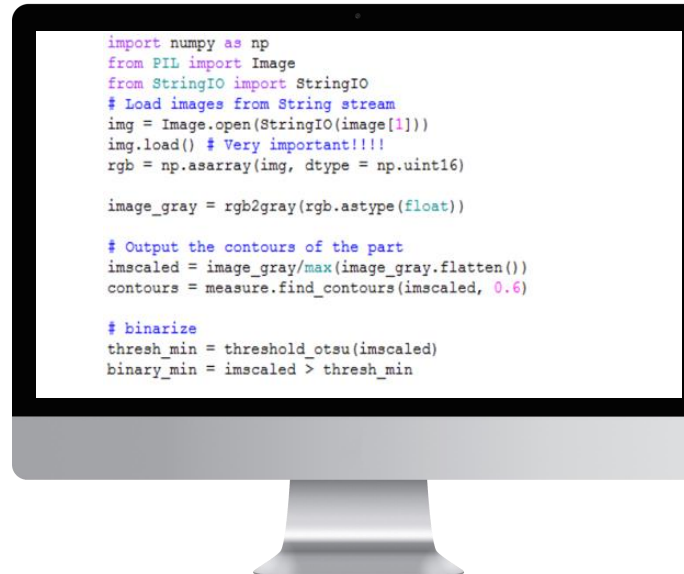 import numpy as np
from PIL import Image
from StringIO import StringIO
# Load images from String stream
img = Image.open(StringIO(image[1]))
img.load() # Very important!!!!
rgb = np.asarray(img, dtype = np.uint16)
image_gray = rgb2gray(rgb.astype(float))
# Output the contours of the part
imscaled = image_gray/max(image_gray.flatten())
contours = measure.find_contours(imscaled, 0.6)
# binarize
thresh_min = threshold_otsu(imscaled)
binary_min = imscaled > thresh_min